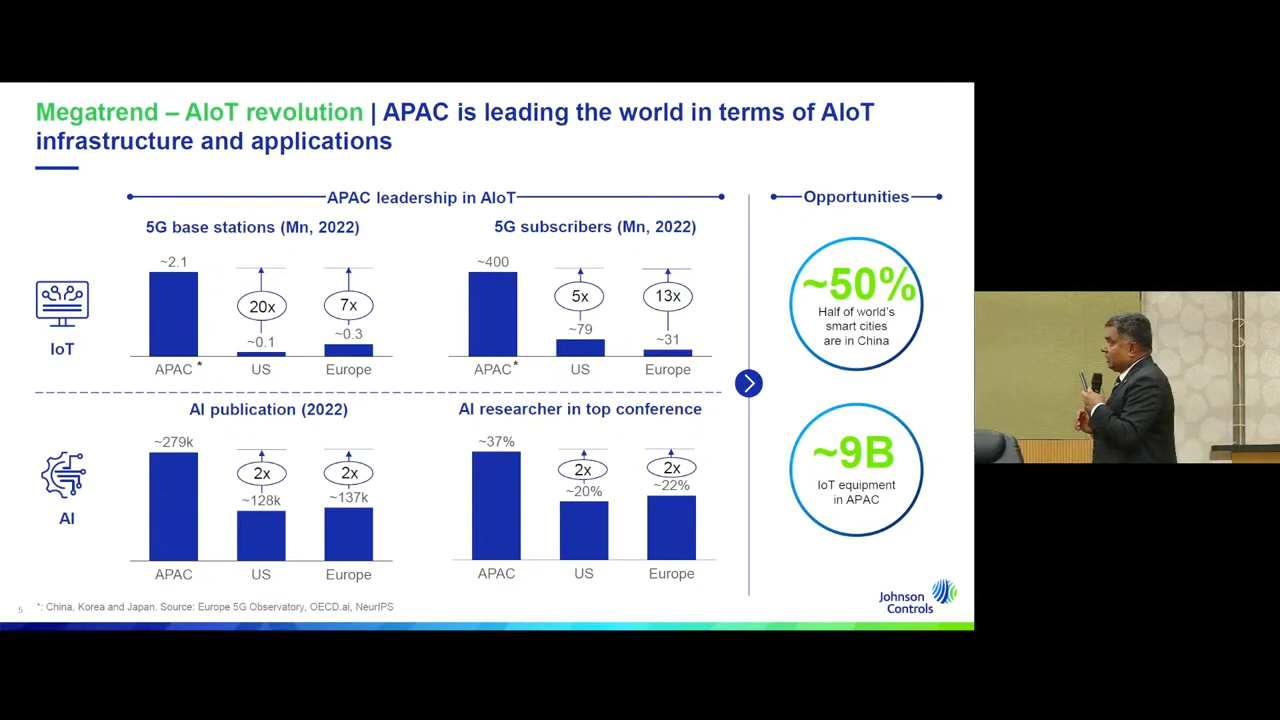 Megatrend – AIoT revolution | APAC is leading the world in terms of AIoT
infrastructure and applications
APAC leadership in AIoT
Opportunities
5G base stations (Mn, 2022)
~2.1
20x
7x
~0.1
~0.3
APAC *
US
Europe
5G subscribers (Mn, 2022)
~400
5x
13x
~79
~31
APAC*
US
Europe
IoT
AI publication (2022)
~279k
2x
2x
~128k
~137k
APAC
US
Europe
AI researcher in top conference
~37%
2x
2x
~20%
~22%
APAC
US
Europe
AI
~50%
Half of world's
smart cities
are in China
~9B
IoT equipment
in APAC
5
*: China, Korea and Japan. Source: Europe 5G Observatory, OECD.ai, NeurIPS
Johnson
Controls